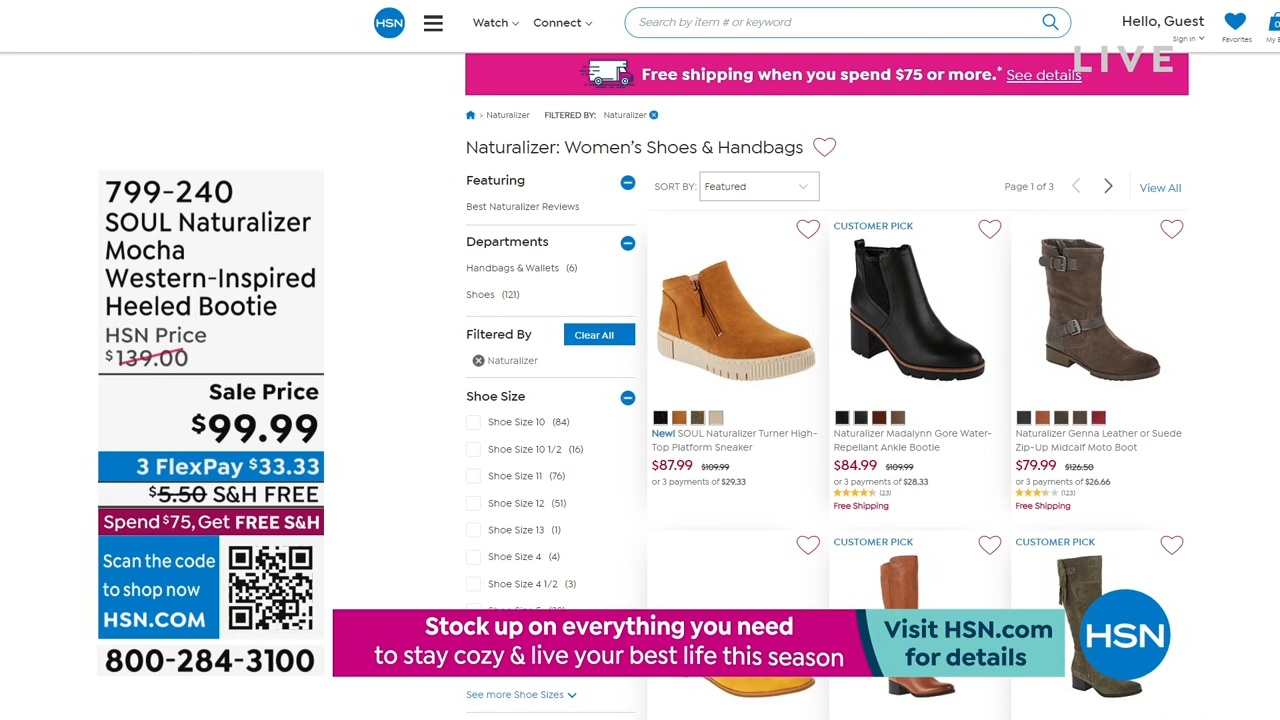 HSN
Watch
Connect
Search by item # or keyword
Hello, Guest
Sign In
Favorites
0
LIVE
Free shipping when you spend $75 or more.* See details
> Naturalizer FILTERED BY: Naturalizer
Naturalizer: Women's Shoes & Handbags
799-240
SOUL Naturalizer
Mocha
Western-Inspired
Heeled Bootie
HSN Price
$139.00
Sale Price
$99.99
3 FlexPay $33.33
$5.50 S&H FREE
Spend $75, Get FREE S&H
Scan the code
to shop now
HSN.COM
800-284-3100
Featuring
Best Naturalizer Reviews
Departments
Handbags & Wallets (6)
Shoes (121)
Filtered By
Clear All
Naturalizer
Shoe Size
Shoe Size 10 (84)
Shoe Size 10 1/2 (16)
Shoe Size 11 (76)
Shoe Size 12 (51)
Shoe Size 13 (1)
Shoe Size 4 (4)
Shoe Size 4 1/2 (3)
See more Shoe Sizes
SORT BY: Featured
Page 1 of 3
View All
New! SOUL Naturalizer Turner High-
Top Platform Sneaker
$87.99 $109.99
or 3 payments of $29.33
CUSTOMER PICK
Naturalizer Madalynn Gore Water-
Repellant Ankle Bootie
$84.99 $109.99
or 3 payments of $28.33
(23)
Free Shipping
Naturalizer Genna Leather or Suede
Zip-Up Midcalf Moto Boot
$79.99 $126.50
or 3 payments of $26.66
(123)
Free Shipping
CUSTOMER PICK
CUSTOMER PICK
Stock up on everything you need
to stay cozy & live your best life this season
Visit HSN.com
for details
HSN